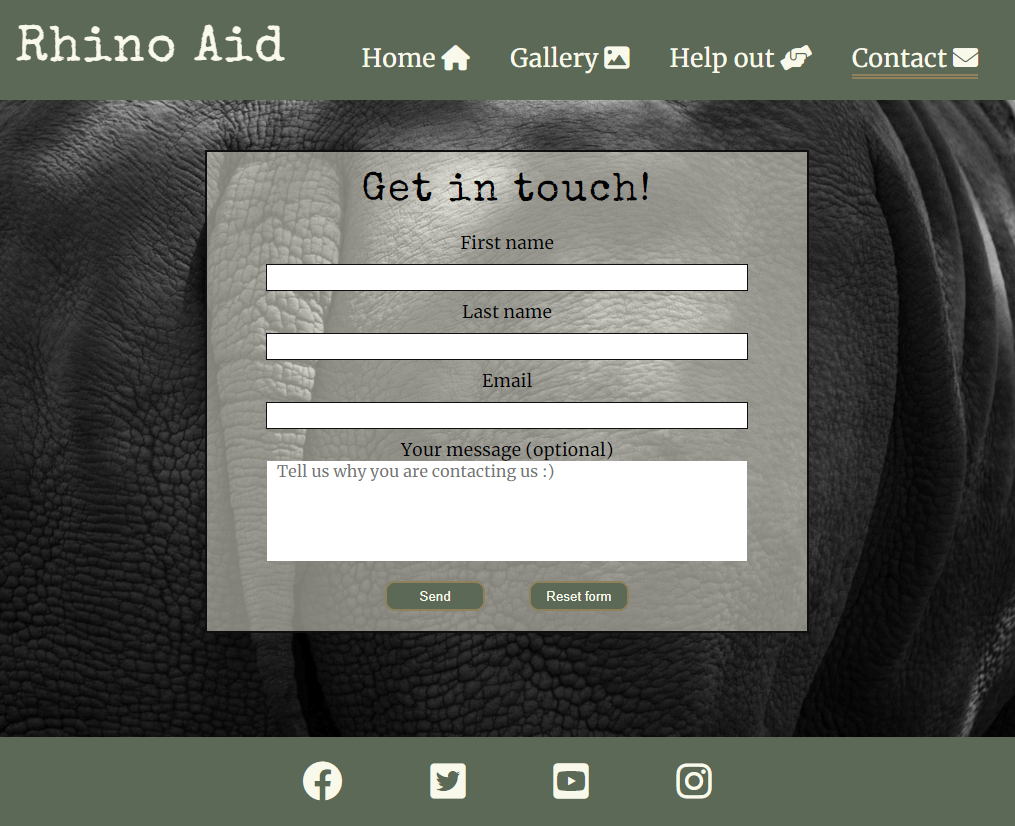 Rhino Aid
Home Gallery Help out Contact
Get in touch!
First name
Last name
Email
Your message (optional)
Tell us why you are contacting us :)
Send Reset form